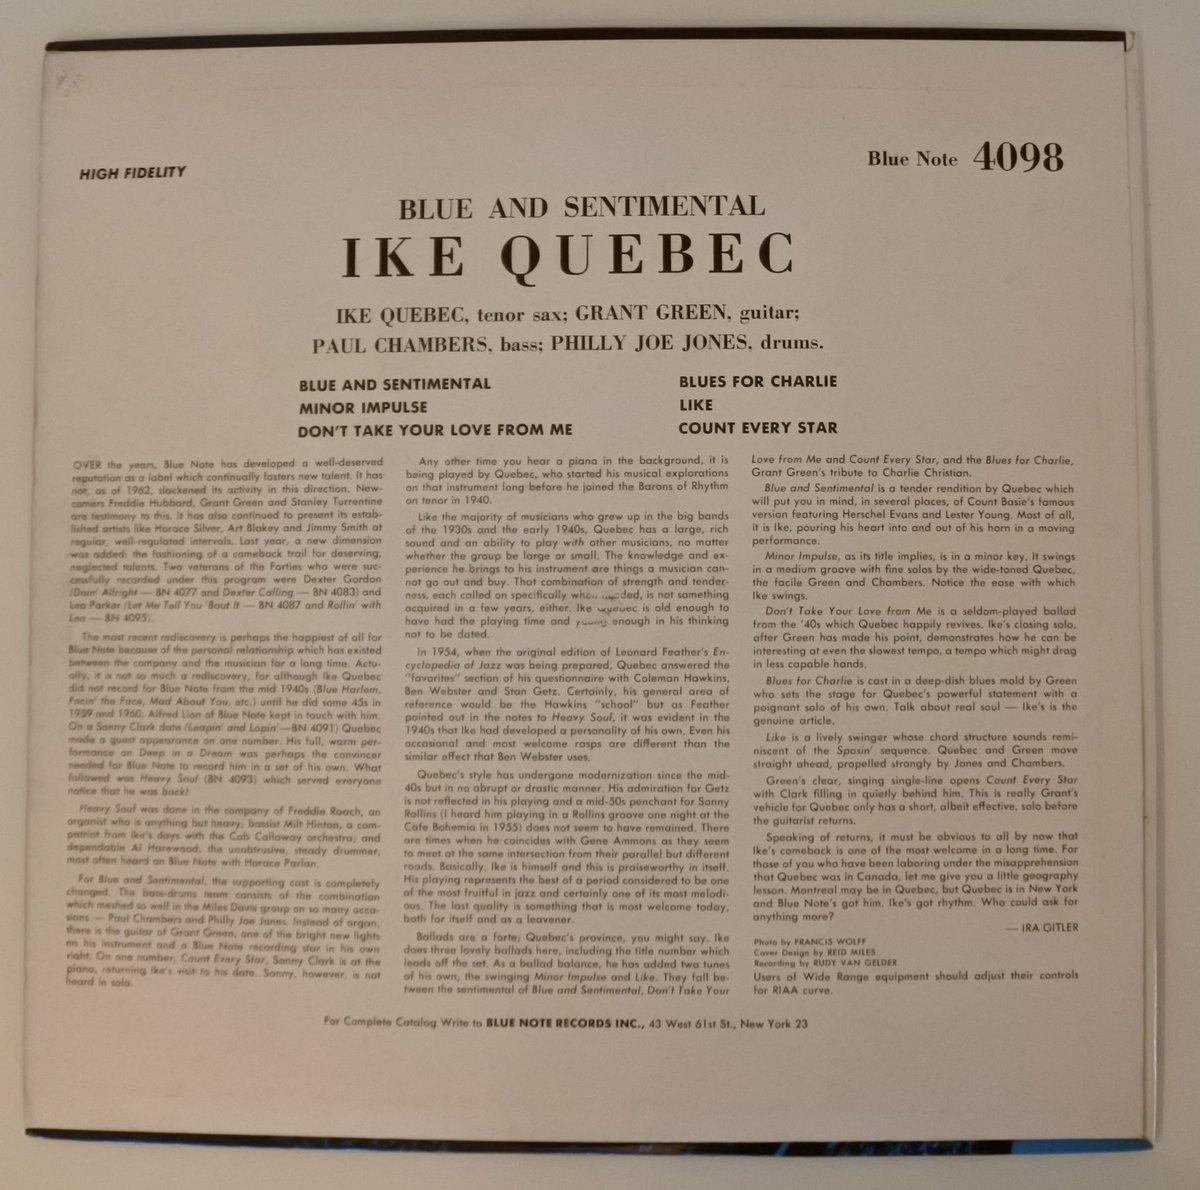 HIGH FIDELITY
Blue Note 4098
BLUE AND SENTIMENTAL
IKE QUEBEC
IKE QUEBEC, tenor sax; GRANT GREEN, guitar;
PAUL CHAMBERS, bass; PHILLY JOE JONES, drums.
BLUE AND SENTIMENTAL
MINOR IMPULSE
DON'T TAKE YOUR LOVE FROM ME
BLUES FOR CHARLIE
LIKE
COUNT EVERY STAR
OVER the years, Blue Note has developed a well-deserved
reputation as a label which continually fosters new talent. It has
not, as of 1962, slackened its activity in this direction. New-
comers Freddie Hubbard, Grant Green and Stanley Turrentine
are testimony to this. It has also continued to present its estab-
lished artists like Horace Silver, Art Blakey and Jimmy Smith at
regular, well-regulated intervals. Last year, a new dimension
was added: the fashioning of a comeback trail for deserving,
neglected talents. Two veterans of the Forties who were suc-
cessfully recorded under this program were Dexter Gordon
(Doin' Allright — BN 4077 and Dexter Calling — BN 4083) and
Leo Parker (Let Me Tell You 'Bout It — BN 4087 and Rollin' with
Leo — BN 4095).
The most recent rediscovery is perhaps the happiest of all for
Blue Note because of the personal relationship which has existed
between the company and the musician for a long time. Actu-
ally, it is not so much a rediscovery, for although Ike Quebec
did not record for Blue Note from the mid 1940s (Blue Harlem,
Facin' the Face, Mad About You, etc.) until he did some 45s in
1959 and 1960, Alfred Lion of Blue Note kept in touch with him.
On a Sonny Clark date (Leapin' and Lopin'—BN 4091) Quebec
made a guest appearance on one number. His full, warm per-
formance on Deep in a Dream was perhaps the convincer
needed for Blue Note to record him in a set of his own. What
followed was Heavy Soul (BN 4093) which served everyone
notice that he was back!
Heavy Soul was done in the company of Freddie Roach, an
organist who is anything but heavy; bassist Milt Hinton, a com-
patriot from Ike's days with the Cab Calloway orchestra; and
dependable Al Harewood, the unobtrusive, steady drummer,
most often heard on Blue Note with Horace Parlan.
For Blue and Sentimental, the supporting cast is completely
changed. The bass-drums team consists of the combination
which meshed so well in the Miles Davis group on so many occa-
sions — Paul Chambers and Philly Joe Jones. Instead of organ,
there is the guitar of Grant Green, one of the bright new lights
on his instrument and a Blue Note recording star in his own
right. On one number, Count Every Star, Sonny Clark is at the
piano, returning Ike's visit to his date. Sonny, however, is not
heard in solo.
Any other time you hear a piano in the background, it is
being played by Quebec, who started his musical explorations
on that instrument long before he joined the Barons of Rhythm
on tenor in 1940.
Like the majority of musicians who grew up in the big bands
of the 1930s and the early 1940s, Quebec has a large, rich
sound and an ability to play with other musicians, no matter
whether the group be large or small. The knowledge and ex-
perience he brings to his instrument are things a musician can-
not go out and buy. That combination of strength and tender-
ness, each called on specifically when needed, is not something
acquired in a few years, either. Ike Quebec is old enough to
have had the playing time and young enough in his thinking
not to be dated.
In 1954, when the original edition of Leonard Feather's En-
cyclopedia of Jazz was being prepared, Quebec answered the
"favorites" section of his questionnaire with Coleman Hawkins,
Ben Webster and Stan Getz. Certainly, his general area of
reference would be the Hawkins "school" but as Feather
pointed out in the notes to Heavy Soul, it was evident in the
1940s that Ike had developed a personality of his own. Even his
occasional and most welcome rasps are different than the
similar effect that Ben Webster uses.
Quebec's style has undergone modernization since the mid-
40s but in no abrupt or drastic manner. His admiration for Getz
is not reflected in his playing and a mid-50s penchant for Sonny
Rollins (I heard him playing in a Rollins groove one night at the
Cafe Bohemia in 1955) does not seem to have remained. There
are times when he coincides with Gene Ammons as they seem
to meet at the same intersection from their parallel but different
roads. Basically, Ike is himself and this is praiseworthy in itself.
His playing represents the best of a period considered to be one
of the most fruitful in jazz and certainly one of its most melodi-
ous. The last quality is something that is most welcome today,
both for itself and as a leavener.
Ballads are a forte; Quebec's province, you might say. Ike
does three lovely ballads here, including the title number which
leads off the set. As a ballad balance, he has added two tunes
of his own, the swinging Minor Impulse and Like. They fall be-
tween the sentimental of Blue and Sentimental, Don't Take Your
Love from Me and Count Every Star, and the Blues for Charlie,
Grant Green's tribute to Charlie Christian.
Blue and Sentimental is a tender rendition by Quebec which
will put you in mind, in several places, of Count Basie's famous
version featuring Herschel Evans and Lester Young. Most of all,
it is Ike, pouring his heart into and out of his horn in a moving
performance.
Minor Impulse, as its title implies, is in a minor key. It swings
in a medium groove with fine solos by the wide-toned Quebec,
the facile Green and Chambers. Notice the ease with which
Ike swings.
Don't Take Your Love from Me is a seldom-played ballad
from the '40s which Quebec happily revives. Ike's closing solo,
after Green has made his point, demonstrates how he can be
interesting at even the slowest tempo, a tempo which might drag
in less capable hands.
Blues for Charlie is cast in a deep-dish blues mold by Green
who sets the stage for Quebec's powerful statement with a
poignant solo of his own. Talk about real soul — Ike's is the
genuine article.
Like is a lively swinger whose chord structure sounds remi-
niscent of the Sposin' sequence. Quebec and Green move
straight ahead, propelled strongly by Jones and Chambers.
Green's clear, singing single-line opens Count Every Star
with Clark filling in quietly behind him. This is really Grant's
vehicle for Quebec only has a short, albeit effective, solo before
the guitarist returns.
Speaking of returns, it must be obvious to all by now that
Ike's comeback is one of the most welcome in a long time. For
those of you who have been laboring under the misapprehension
that Quebec was in Canada, let me give you a little geography
lesson. Montreal may be in Quebec, but Quebec is in New York
and Blue Note's got him. Ike's got rhythm. Who could ask for
anything more?
— IRA GITLER
Photo by FRANCIS WOLFF
Cover Design by REID MILES
Recording by RUDY VAN GELDER
Users of Wide Range equipment should adjust their controls
for RIAA curve.
For Complete Catalog Write to BLUE NOTE RECORDS INC., 43 West 61st St., New York 23